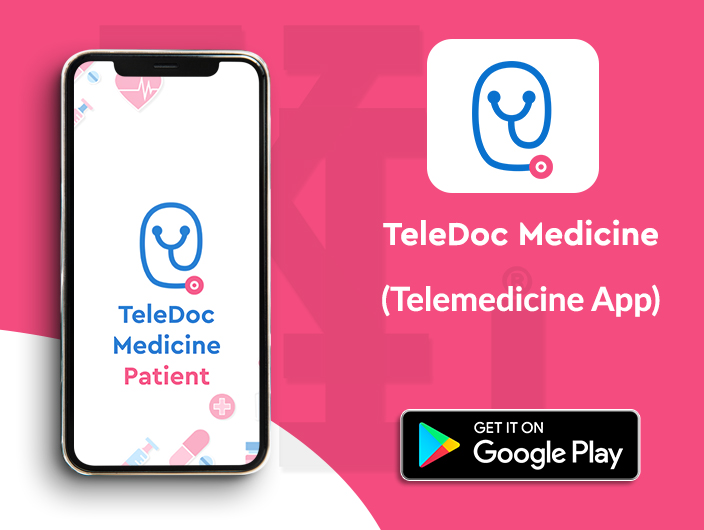 TeleDoc
Medicine
Patient
TeleDoc Medicine
(Telemedicine App)
GET IT ON
Google Play